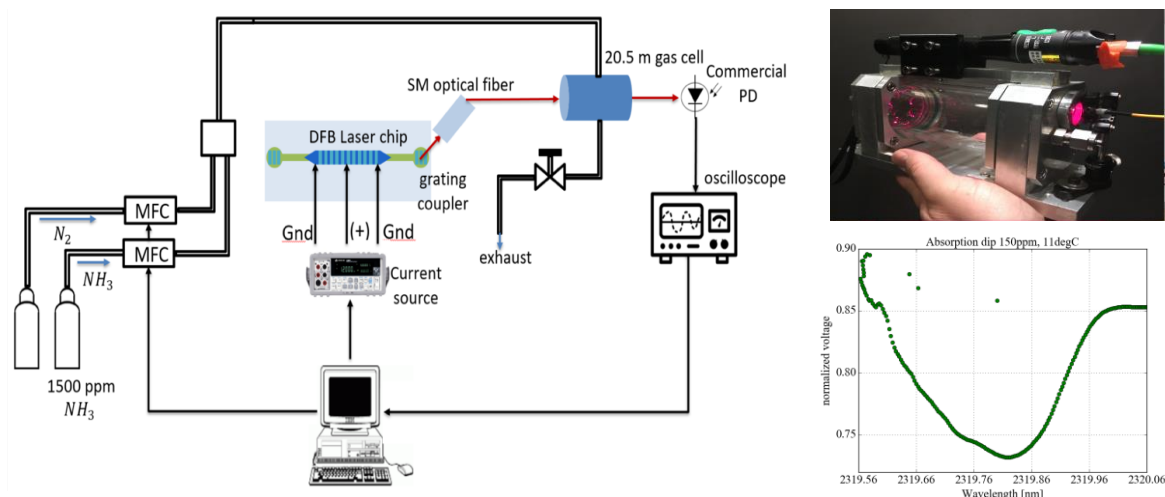 20.5 m gas cell
Commercial
PD
SM optical fiber
DFB Laser chip
grating
coupler
oscilloscope
MFC
N₂
MFC
NH₃
Gnd
(+)
Gnd
exhaust
Current
source
1500 ppm
NH₃
Absorption dip 150ppm, 11degC
normalized voltage
0.90
0.85
0.80
0.75
2319.56
2319.66
2319.76
2319.86
2319.96
2320.06
Wavelength [nm]